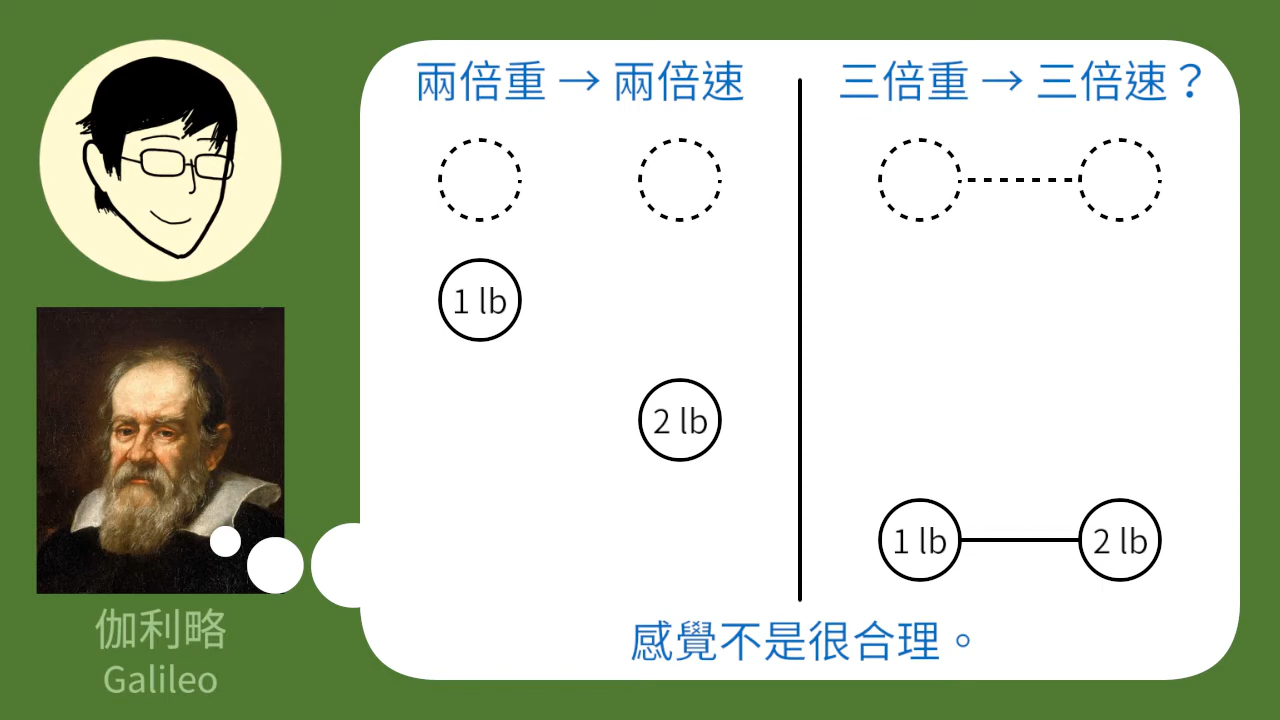 兩倍重 → 兩倍速
三倍重 → 三倍速？
1 lb
2 lb
1 lb
2 lb
感覺不是很合理。
伽利略
Galileo